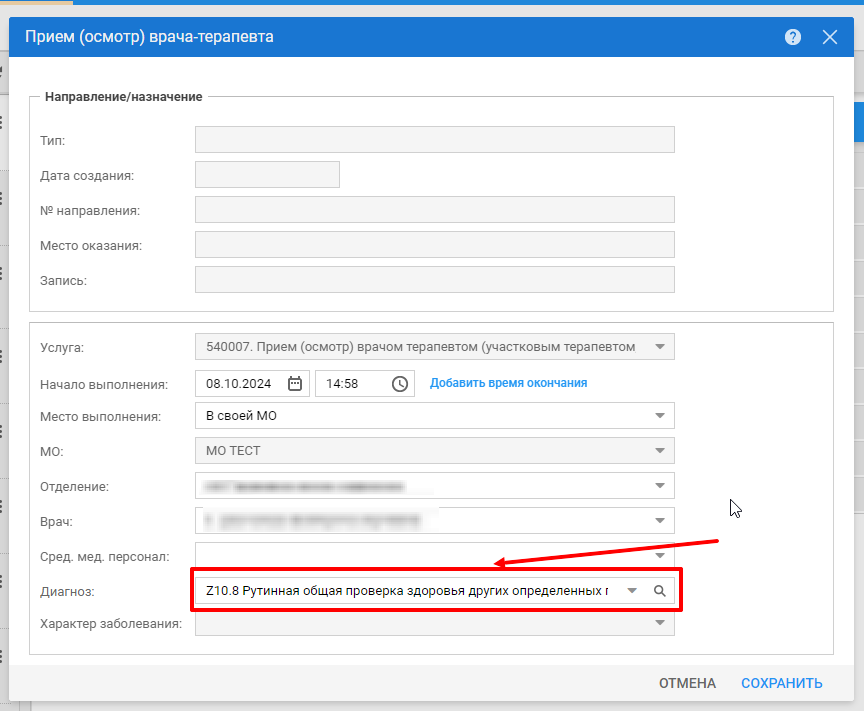 Прием (осмотр) врача-терапевта
Направление/назначение
Тип:
Дата создания:
№ направления:
Место оказания:
Запись:
Услуга: 540007. Прием (осмотр) врачом терапевтом (участковым терапевтом
Начало выполнения: 08.10.2024 14:58 Добавить время окончания
Место выполнения: В своей МО
МО: МО ТЕСТ
Отделение:
Врач:
Сред. мед. персонал:
Диагноз: Z10.8 Рутинная общая проверка здоровья других определенных
Характер заболевания:
ОТМЕНА СОХРАНИТЬ